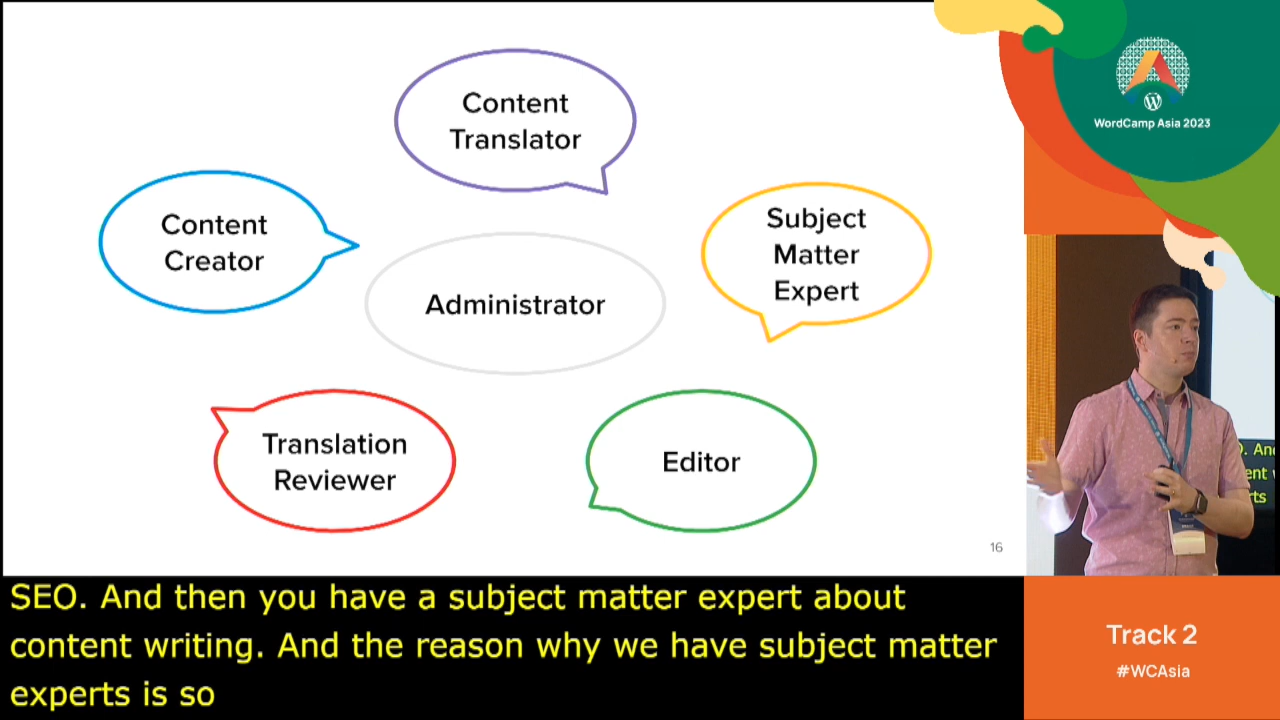 Content
Translator
Content
Creator
Subject
Matter
Expert
Administrator
Translation
Reviewer
Editor
16
WordCamp Asia 2023
SEO. And then you have a subject matter expert about
content writing. And the reason why we have subject matter
experts is so
Track 2
#WCAsia